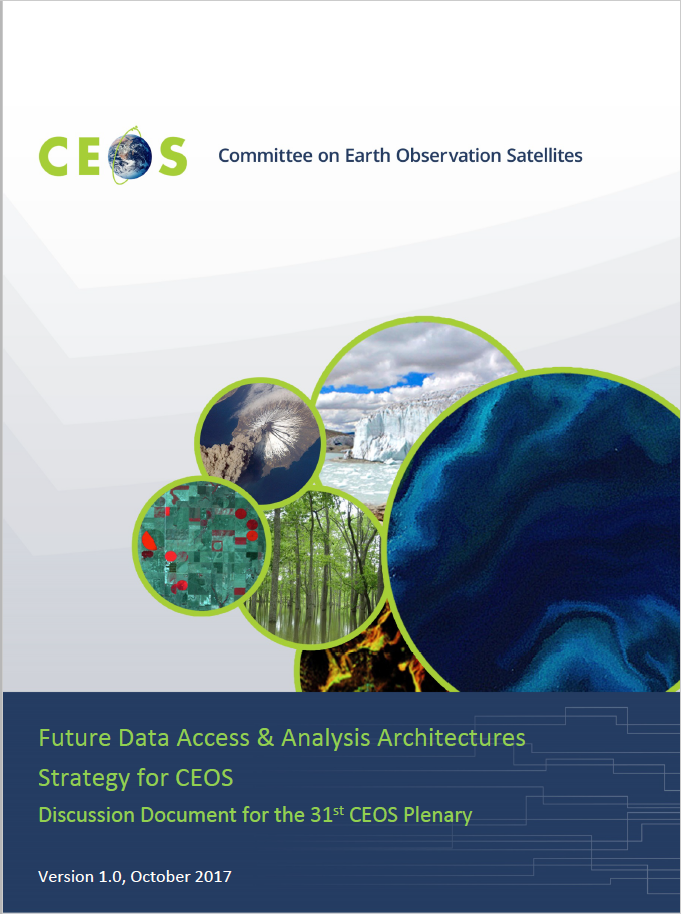 CEOS
Committee on Earth Observation Satellites
Future Data Access & Analysis Architectures
Strategy for CEOS
Discussion Document for the 31st CEOS Plenary
Version 1.0, October 2017